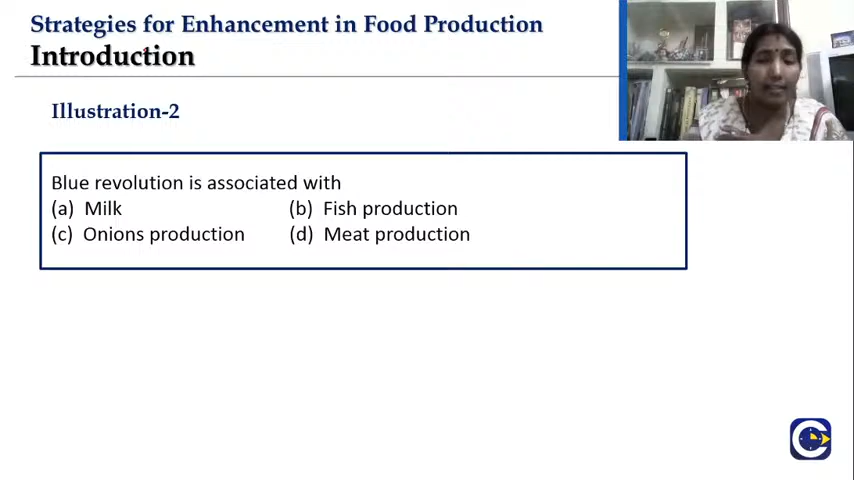 Strategies for Enhancement in Food Production
Introduction
Illustration-2
Blue revolution is associated with
(a) Milk (b) Fish production
(c) Onions production (d) Meat production